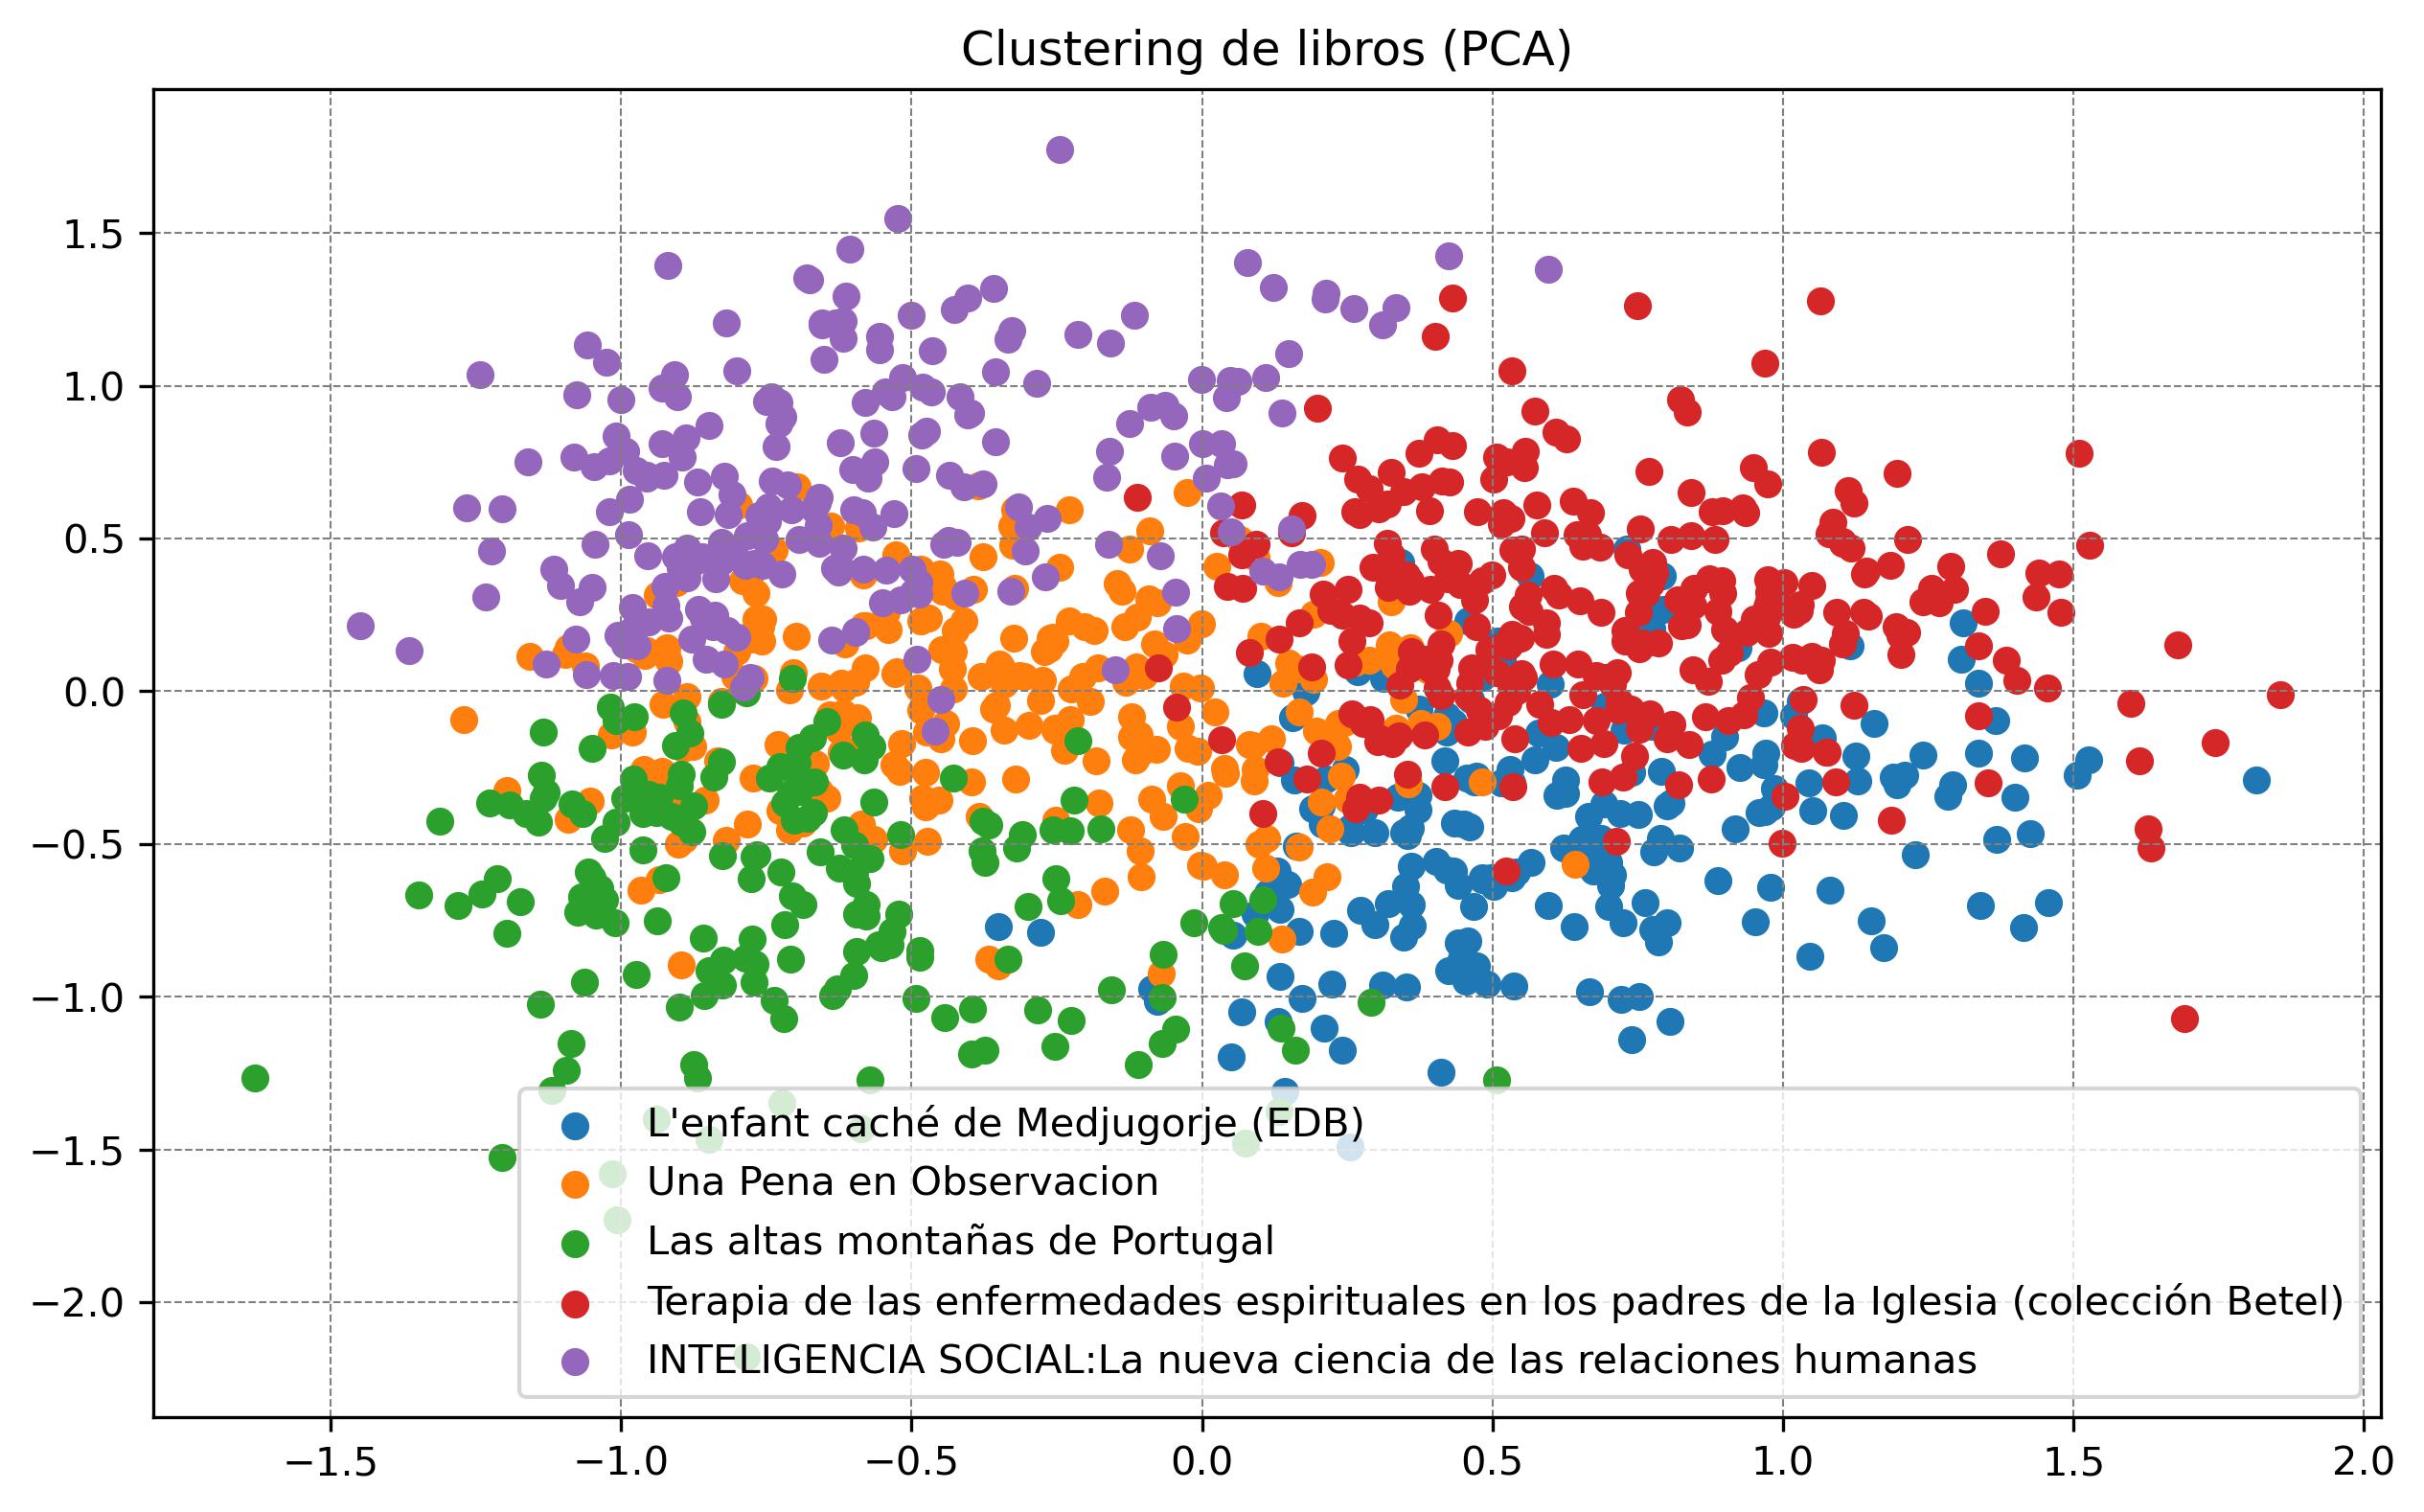 Clustering de libros (PCA)
1.5
1.0
0.5
0.0
−0.5
−1.0
−1.5
−2.0
L'enfant caché de Medjugorje (EDB)
Una Pena en Observacion
Las altas montañas de Portugal
Terapia de las enfermedades espirituales en los padres de la Iglesia (colección Betel)
INTELIGENCIA SOCIAL:La nueva ciencia de las relaciones humanas
−1.5 −1.0 −0.5 0.0 0.5 1.0 1.5 2.0